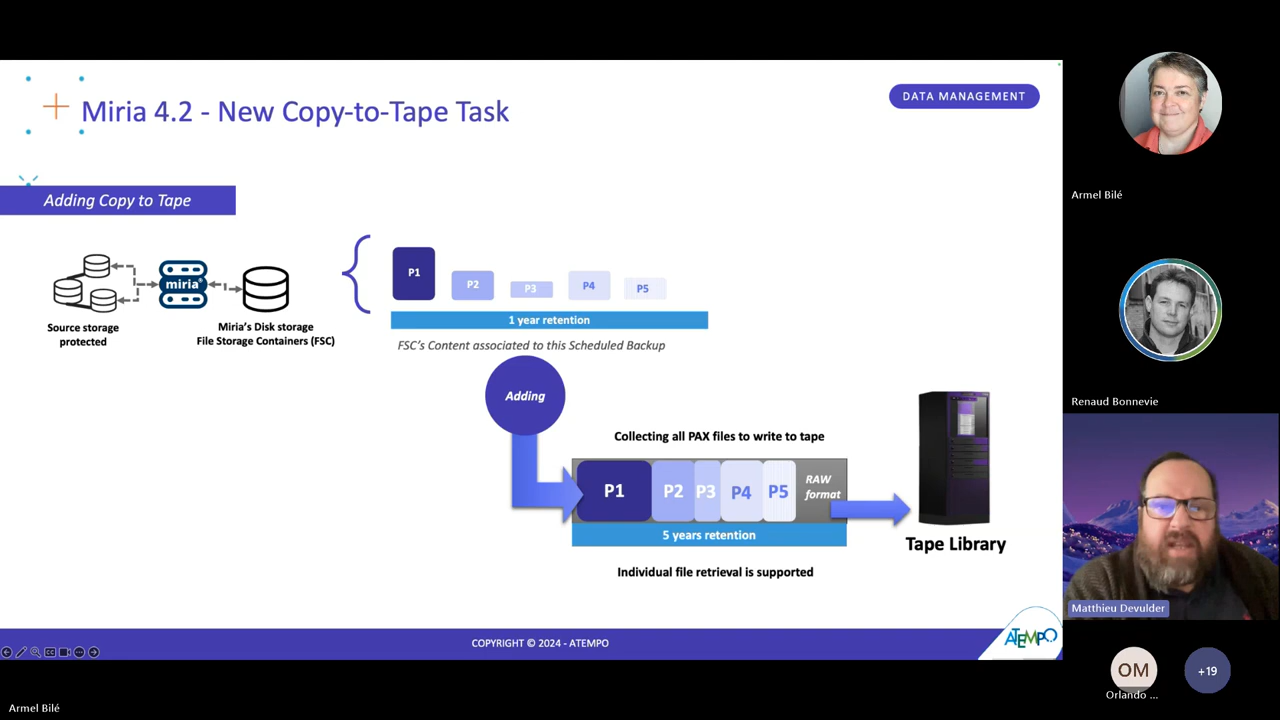 Miria 4.2 - New Copy-to-Tape Task
DATA MANAGEMENT
Adding Copy to Tape
miria
Source storage
protected
Miria's Disk storage
File Storage Containers (FSC)
P1
P2
P3
P4
P5
1 year retention
FSC's Content associated to this Scheduled Backup
Adding
Collecting all PAX files to write to tape
P1
P2
P3
P4
P5
RAW
format
5 years retention
Individual file retrieval is supported
Tape Library
COPYRIGHT © 2024 - ATEMPO
ATEMPO
Armel Bilé
Renaud Bonnevie
Matthieu Devulder
OM
Orlando ...
+19
Armel Bilé